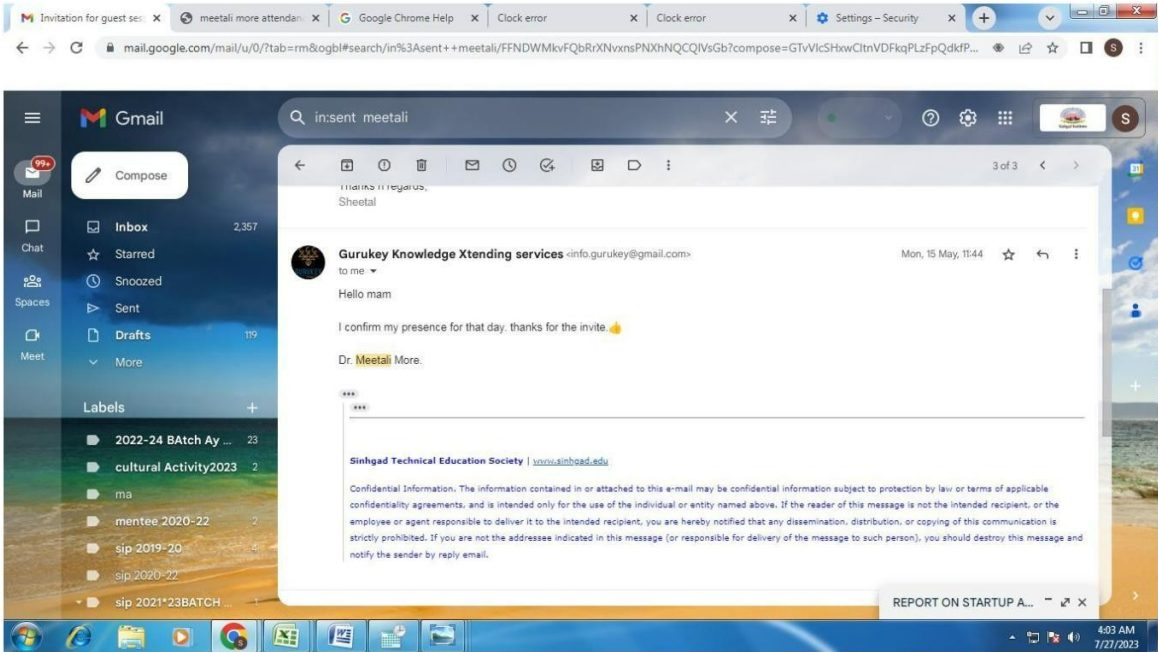 Invitation for guest ses
meetali more attendan
Google Chrome Help
Clock error
Clock error
Settings – Security
mail.google.com/mail/u/0/?tab=rm&ogbl#search/in%3Asent++meetali/FFNDWMkvFQbRrXNvxnsPNXhNQCQIVsGb?compose=GTvVlcSHxwCltnVDFkqPLzFpQdkfP...
S
Gmail
in:sent meetali
S
99+
Mail
Chat
Spaces
Meet
Compose
Inbox 2,357
Starred
Snoozed
Sent
Drafts 119
More
Labels
2022-24 BAtch Ay ... 23
cultural Activity2023 2
ma
mentee 2020-22 2
sip 2019-20 4
sip 2020-22
sip 2021*23BATCH ... 1
3 of 3
Thanks n regards,
Sheetal
Gurukey Knowledge Xtending services <info.gurukey@gmail.com>
Mon, 15 May, 11:44
to me
Hello mam
I confirm my presence for that day. thanks for the invite.👍
Dr. Meetali More.
Sinhgad Technical Education Society | www.sinhgad.edu
Confidential Information. The information contained in or attached to this e-mail may be confidential information subject to protection by law or terms of applicable
confidentiality agreements, and is intended only for the use of the individual or entity named above. If the reader of this message is not the intended recipient, or the
employee or agent responsible to deliver it to the intended recipient, you are hereby notified that any dissemination, distribution, or copying of this communication is
strictly prohibited. If you are not the addressee indicated in this message (or responsible for delivery of the message to such person), you should destroy this message and
notify the sender by reply email.
REPORT ON STARTUP A...
31
4:03 AM
7/27/2023